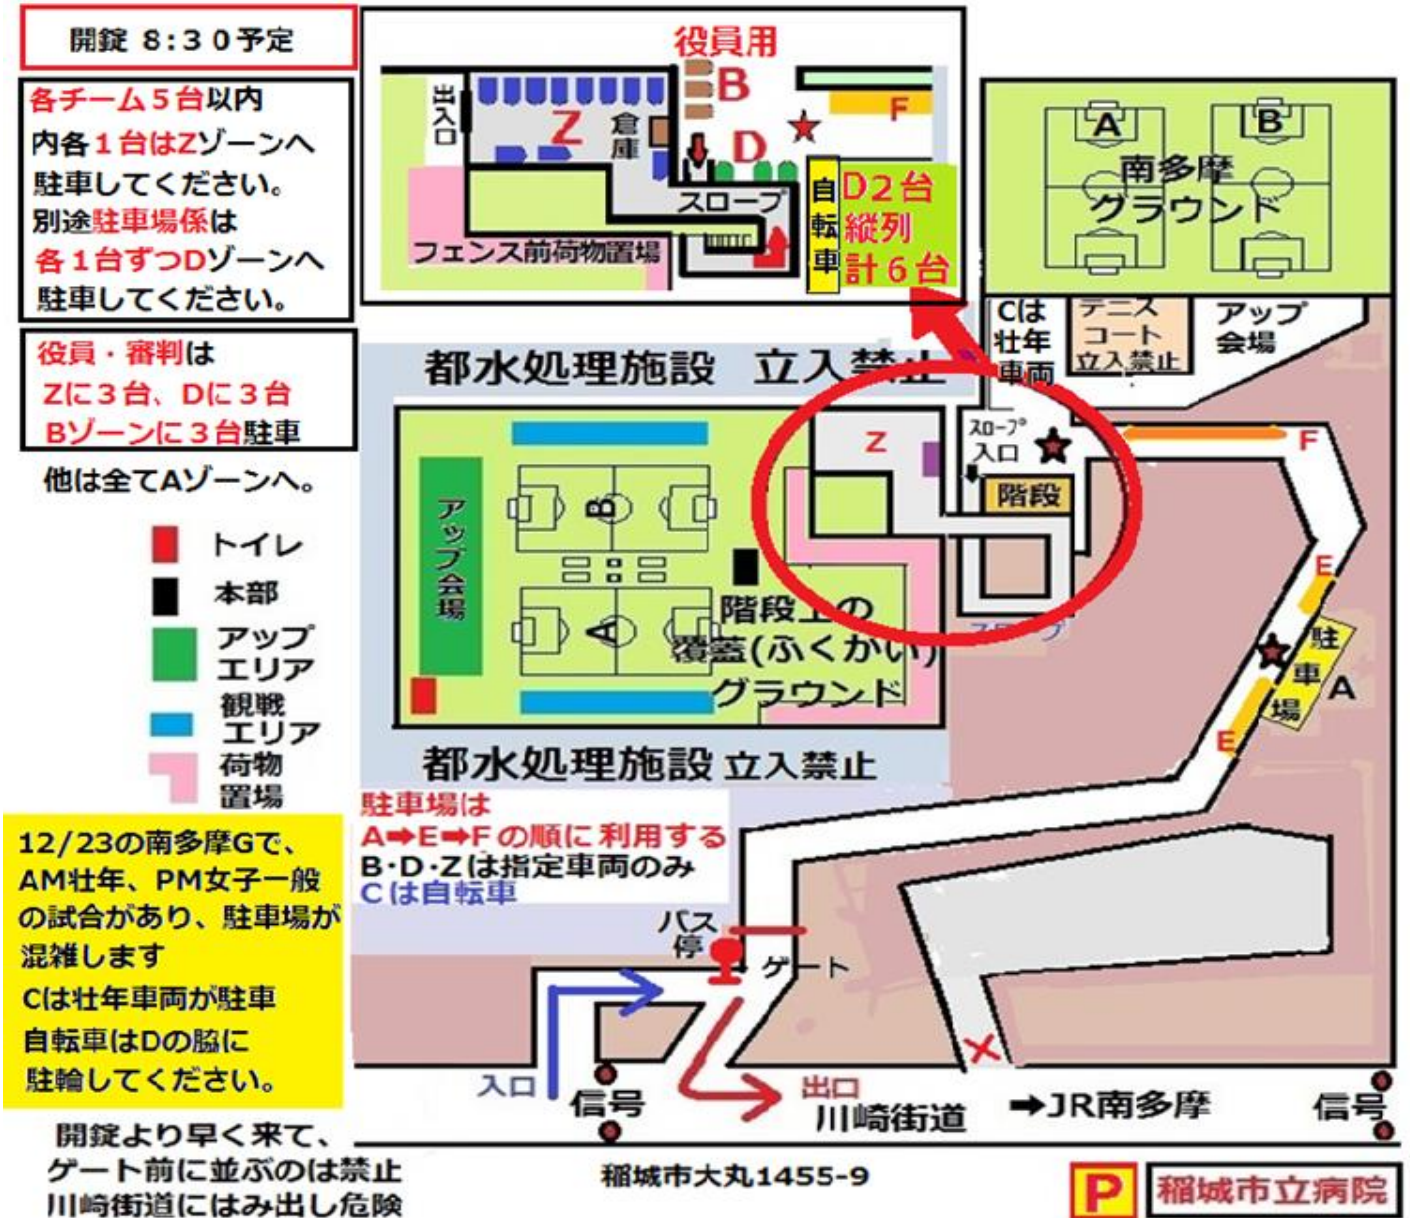 開錠 8:30予定
各チーム5台以内
内各1台はZゾーンへ
駐車してください。
別途駐車場係は
各1台ずつDゾーンへ
駐車してください。
役員・審判は
Zに3台、Dに3台
Bゾーンに3台駐車
他は全てAゾーンへ。
トイレ
本部
アップ
エリア
観戦
エリア
荷物
置場
12/23の南多摩Gで、
AM壮年、PM女子一般
の試合があり、駐車場が
混雑します
Cは壮年車両が駐車
自転車はDの脇に
駐輪してください。
開錠より早く来て、
ゲート前に並ぶのは禁止
川崎街道にはみ出し危険
役員用
B
F
出入口
Z
倉庫
D
スロープ
自転車
D2台
縦列
計6台
フェンス前荷物置場
A
B
南多摩
グラウンド
Cは
壮年
車両
テニス
コート
立入禁止
アップ
会場
都水処理施設 立入禁止
Z
スロープ
入口
階段
F
アップ会場
B
A
階段上の
覆蓋(ふくがい)
グラウンド
スロープ
E
駐車場
A
E
都水処理施設 立入禁止
駐車場は
A➡E➡Fの順に利用する
B・D・Zは指定車両のみ
Cは自転車
バス
停
ゲート
入口
信号
出口
川崎街道
➡JR南多摩
信号
稲城市大丸1455-9
P
稲城市立病院